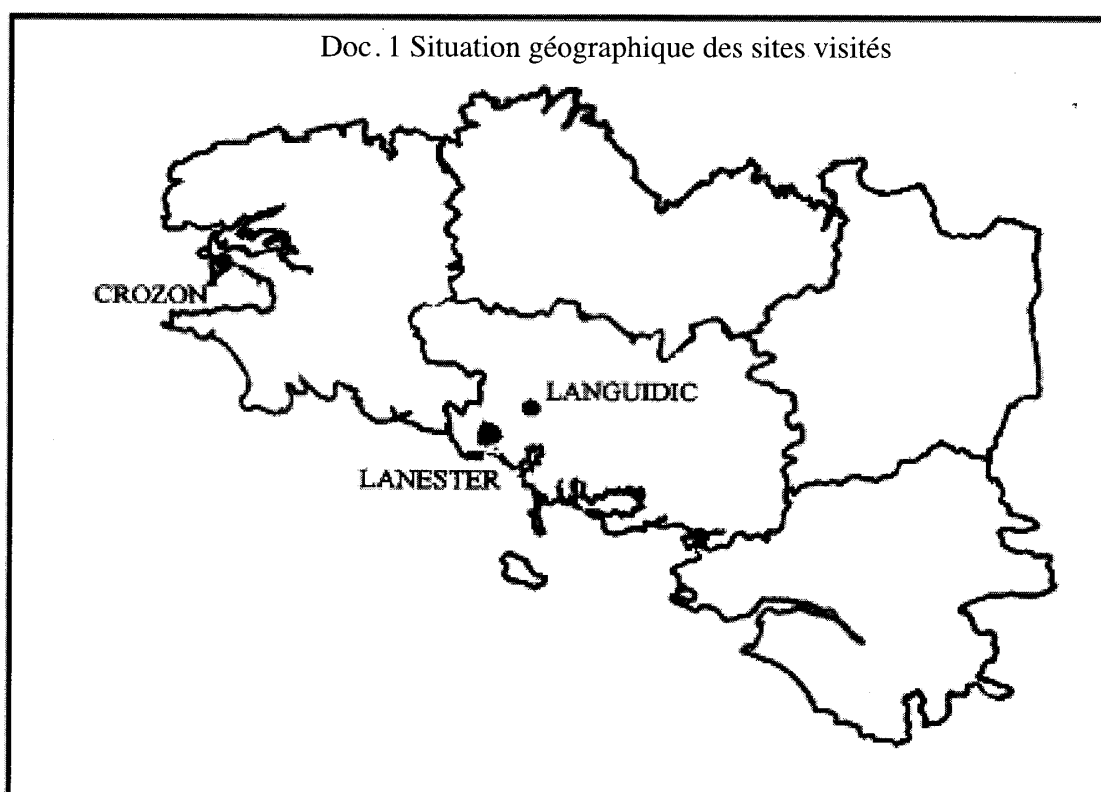 Doc. 1 Situation géographique des sites visités
CROZON
LANGUIDIC
LANESTER